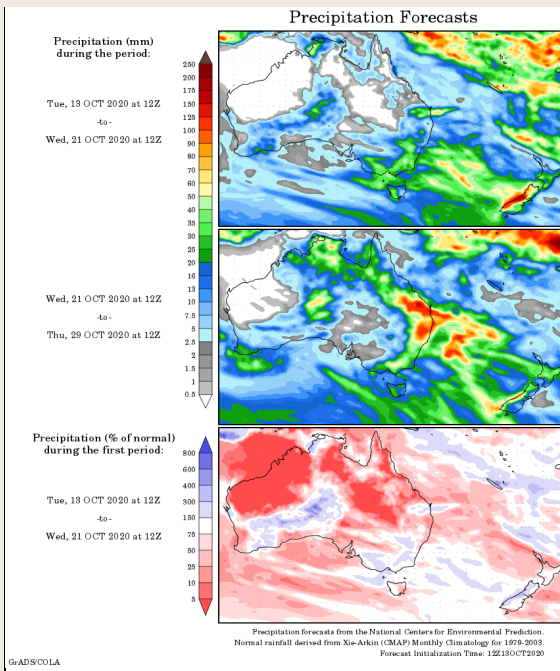 Precipitation Forecasts
Precipitation (mm)
during the period:
Tue, 13 OCT 2020 at 12Z
-to-
Wed, 21 OCT 2020 at 12Z
250
200
175
150
125
100
90
80
70
60
50
45
40
35
30
25
20
16
13
10
7.5
5
2.5
2
1.5
1
0.5
Wed, 21 OCT 2020 at 12Z
-to-
Thu, 29 OCT 2020 at 12Z
Precipitation (% of normal)
during the first period:
Tue, 13 OCT 2020 at 12Z
-to-
Wed, 21 OCT 2020 at 12Z
800
600
400
300
150
75
50
25
10
5
Precipitation forecasts from the National Centers for Environmental Prediction.
Normal rainfall derived from Xie-Arkin (CMAP) Monthly Climatology for 1979-2003.
Forecast Initialization Time: 12Z13OCT2020
GrADS/COLA